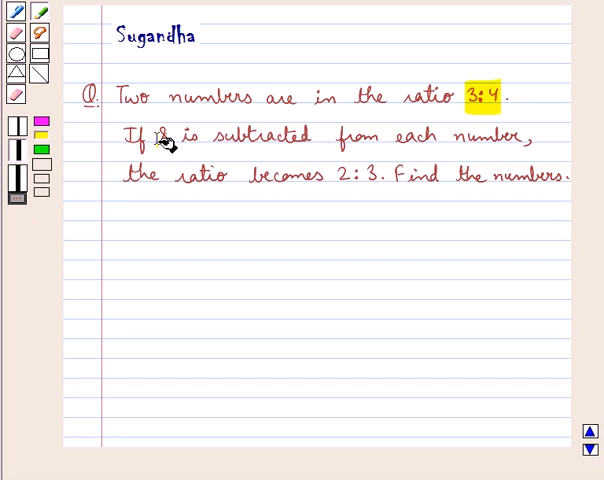 Sugandha
Q. Two numbers are in the ratio 3:4.
If 8 is subtracted from each number,
the ratio becomes 2:3. Find the numbers.